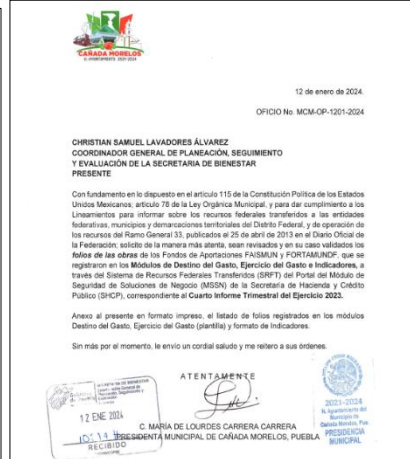 CAÑADA MORELOS
H. AYUNTAMIENTO 2021-2024
12 de enero de 2024.
OFICIO No. MCM-OP-1201-2024
CHRISTIAN SAMUEL LAVADORES ÁLVAREZ
COORDINADOR GENERAL DE PLANEACIÓN, SEGUIMIENTO
Y EVALUACIÓN DE LA SECRETARIA DE BIENESTAR
PRESENTE
Con fundamento en lo dispuesto en el artículo 115 de la Constitución Política de los Estados
Unidos Mexicanos; artículo 78 de la Ley Orgánica Municipal, y para dar cumplimiento a los
Lineamientos para informar sobre los recursos federales transferidos a las entidades
federativas, municipios y demarcaciones territoriales del Distrito Federal, y de operación de
los recursos del Ramo General 33, publicados el 25 de abril de 2013 en el Diario Oficial de
la Federación; solicito de la manera más atenta, sean revisados y en su caso validados los
folios de las obras de los Fondos de Aportaciones FAISMUN y FORTAMUNDF, que se
registraron en los Módulos de Destino del Gasto, Ejercicio del Gasto e Indicadores, a
través del Sistema de Recursos Federales Transferidos (SRFT) del Portal del Módulo de
Seguridad de Soluciones de Negocio (MSSN) de la Secretaría de Hacienda y Crédito
Público (SHCP), correspondiente al Cuarto Informe Trimestral del Ejercicio 2023.
Anexo al presente en formato impreso, el listado de folios registrados en los módulos
Destino del Gasto, Ejercicio del Gasto (plantilla) y formato de Indicadores.
Sin más por el momento, le envío un cordial saludo y me reitero a sus órdenes.
ATENTAMENTE
C. MARÍA DE LOURDES CARRERA CARRERA
PRESIDENTA MUNICIPAL DE CAÑADA MORELOS, PUEBLA
12 ENE 2024
RECIBIDO
2021-2024
H. Ayuntamiento del
Municipio de
Cañada Morelos, Pue.
PRESIDENCIA
MUNICIPAL